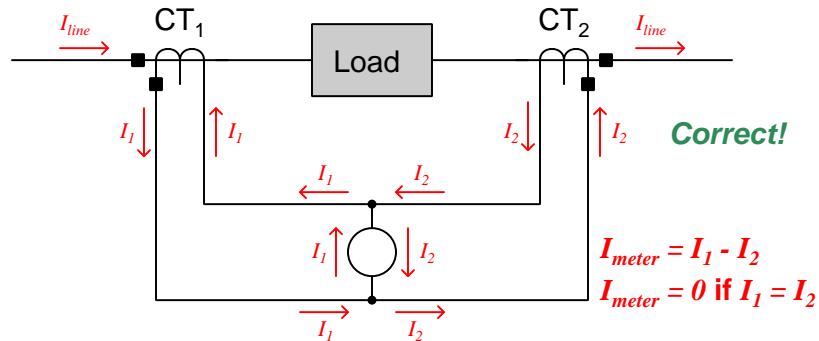 CT1
CT2
Iline
Iline
Load
I1
I1
I2
I2
Correct!
I1
I2
I1
I2
Imeter = I1 - I2
Imeter = 0 if I1 = I2
I1
I2